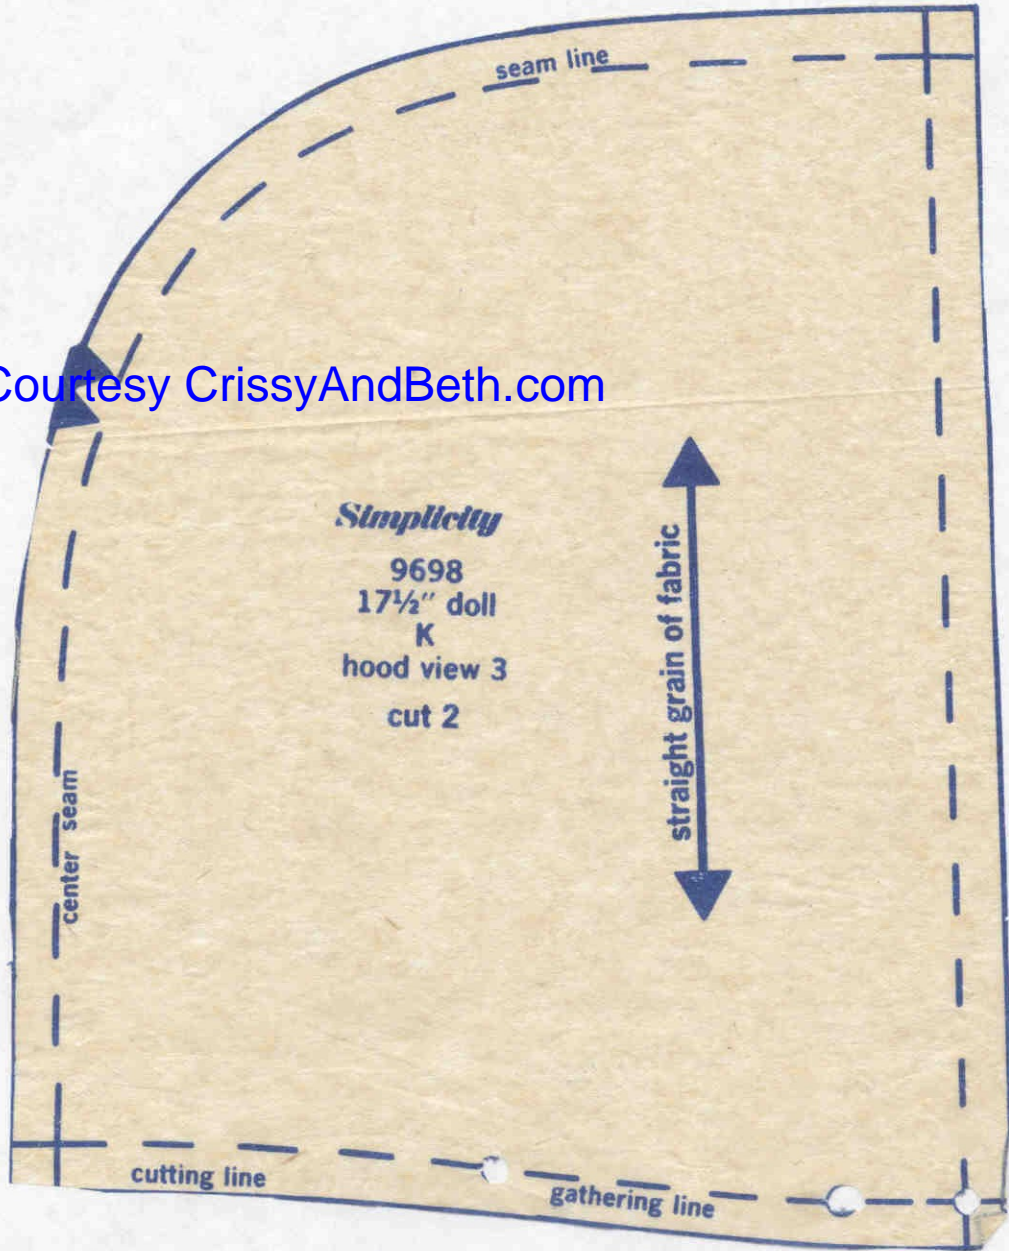 seam line
Courtesy CrissyAndBeth.com
Simplicity
9698
17½″ doll
K
hood view 3
cut 2
straight grain of fabric
center seam
cutting line
gathering line